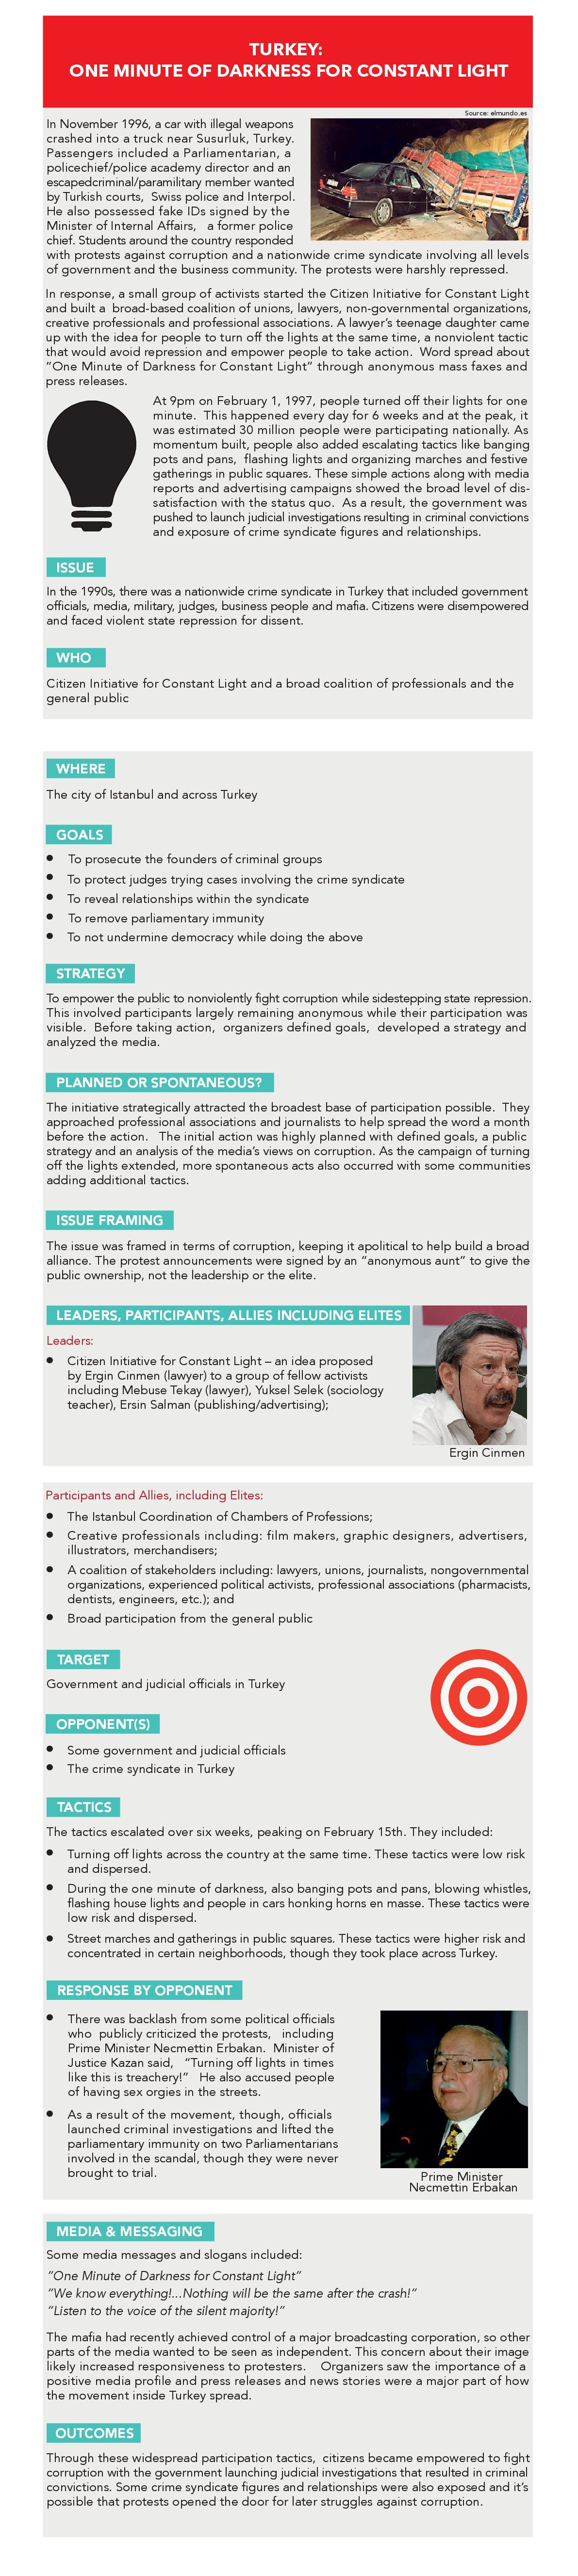 TURKEY:
ONE MINUTE OF DARKNESS FOR CONSTANT LIGHT
Source: elmundo.es
In November 1996, a car with illegal weapons
crashed into a truck near Susurluk, Turkey.
Passengers included a Parliamentarian, a
policechief/police academy director and an
escapedcriminal/paramilitary member wanted
by Turkish courts, Swiss police and Interpol.
He also possessed fake IDs signed by the
Minister of Internal Affairs, a former police
chief. Students around the country responded
with protests against corruption and a nationwide crime syndicate involving all levels
of government and the business community. The protests were harshly repressed.
In response, a small group of activists started the Citizen Initiative for Constant Light
and built a broad-based coalition of unions, lawyers, non-governmental organizations,
creative professionals and professional associations. A lawyer's teenage daughter came
up with the idea for people to turn off the lights at the same time, a nonviolent tactic
that would avoid repression and empower people to take action. Word spread about
"One Minute of Darkness for Constant Light" through anonymous mass faxes and
press releases.
At 9pm on February 1, 1997, people turned off their lights for one
minute. This happened every day for 6 weeks and at the peak, it
was estimated 30 million people were participating nationally. As
momentum built, people also added escalating tactics like banging
pots and pans, flashing lights and organizing marches and festive
gatherings in public squares. These simple actions along with media
reports and advertising campaigns showed the broad level of dis-
satisfaction with the status quo. As a result, the government was
pushed to launch judicial investigations resulting in criminal convictions
and exposure of crime syndicate figures and relationships.
ISSUE
In the 1990s, there was a nationwide crime syndicate in Turkey that included government
officials, media, military, judges, business people and mafia. Citizens were disempowered
and faced violent state repression for dissent.
WHO
Citizen Initiative for Constant Light and a broad coalition of professionals and the
general public
WHERE
The city of Istanbul and across Turkey
GOALS
• To prosecute the founders of criminal groups
• To protect judges trying cases involving the crime syndicate
• To reveal relationships within the syndicate
• To remove parliamentary immunity
• To not undermine democracy while doing the above
STRATEGY
To empower the public to nonviolently fight corruption while sidestepping state repression.
This involved participants largely remaining anonymous while their participation was
visible. Before taking action, organizers defined goals, developed a strategy and
analyzed the media.
PLANNED OR SPONTANEOUS?
The initiative strategically attracted the broadest base of participation possible. They
approached professional associations and journalists to help spread the word a month
before the action. The initial action was highly planned with defined goals, a public
strategy and an analysis of the media's views on corruption. As the campaign of turning
off the lights extended, more spontaneous acts also occurred with some communities
adding additional tactics.
ISSUE FRAMING
The issue was framed in terms of corruption, keeping it apolitical to help build a broad
alliance. The protest announcements were signed by an "anonymous aunt" to give the
public ownership, not the leadership or the elite.
LEADERS, PARTICIPANTS, ALLIES INCLUDING ELITES
Leaders:
• Citizen Initiative for Constant Light – an idea proposed
by Ergin Cinmen (lawyer) to a group of fellow activists
including Mebuse Tekay (lawyer), Yuksel Selek (sociology
teacher), Ersin Salman (publishing/advertising);
Ergin Cinmen
Participants and Allies, including Elites:
• The Istanbul Coordination of Chambers of Professions;
• Creative professionals including: film makers, graphic designers, advertisers,
illustrators, merchandisers;
• A coalition of stakeholders including: lawyers, unions, journalists, nongovernmental
organizations, experienced political activists, professional associations (pharmacists,
dentists, engineers, etc.); and
• Broad participation from the general public
TARGET
Government and judicial officials in Turkey
OPPONENT(S)
• Some government and judicial officials
• The crime syndicate in Turkey
TACTICS
The tactics escalated over six weeks, peaking on February 15th. They included:
• Turning off lights across the country at the same time. These tactics were low risk
and dispersed.
• During the one minute of darkness, also banging pots and pans, blowing whistles,
flashing house lights and people in cars honking horns en masse. These tactics were
low risk and dispersed.
• Street marches and gatherings in public squares. These tactics were higher risk and
concentrated in certain neighborhoods, though they took place across Turkey.
RESPONSE BY OPPONENT
• There was backlash from some political officials
who publicly criticized the protests, including
Prime Minister Necmettin Erbakan. Minister of
Justice Kazan said, "Turning off lights in times
like this is treachery!" He also accused people
of having sex orgies in the streets.
• As a result of the movement, though, officials
launched criminal investigations and lifted the
parliamentary immunity on two Parliamentarians
involved in the scandal, though they were never
brought to trial.
Prime Minister
Necmettin Erbakan
MEDIA & MESSAGING
Some media messages and slogans included:
"One Minute of Darkness for Constant Light"
"We know everything!...Nothing will be the same after the crash!"
"Listen to the voice of the silent majority!"
The mafia had recently achieved control of a major broadcasting corporation, so other
parts of the media wanted to be seen as independent. This concern about their image
likely increased responsiveness to protesters. Organizers saw the importance of a
positive media profile and press releases and news stories were a major part of how
the movement inside Turkey spread.
OUTCOMES
Through these widespread participation tactics, citizens became empowered to fight
corruption with the government launching judicial investigations that resulted in criminal
convictions. Some crime syndicate figures and relationships were also exposed and it's
possible that protests opened the door for later struggles against corruption.